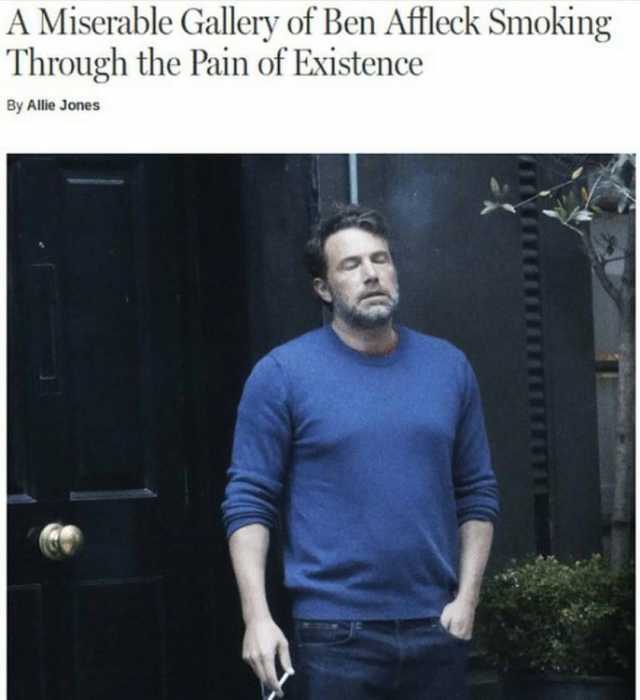 A Miserable Gallery of Ben Affleck Smoking
Through the Pain of Existence
By Allie Jones